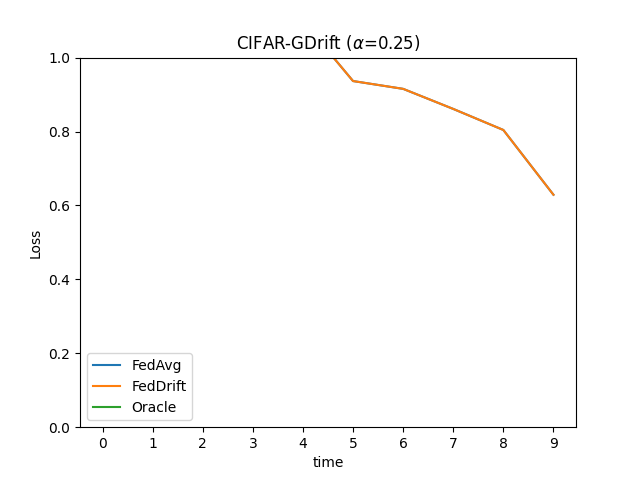 CIFAR-GDrift (α=0.25)
1.0
0.8
0.6
0.4
0.2
0.0
Loss
FedAvg
FedDrift
Oracle
0 1 2 3 4 5 6 7 8 9
time